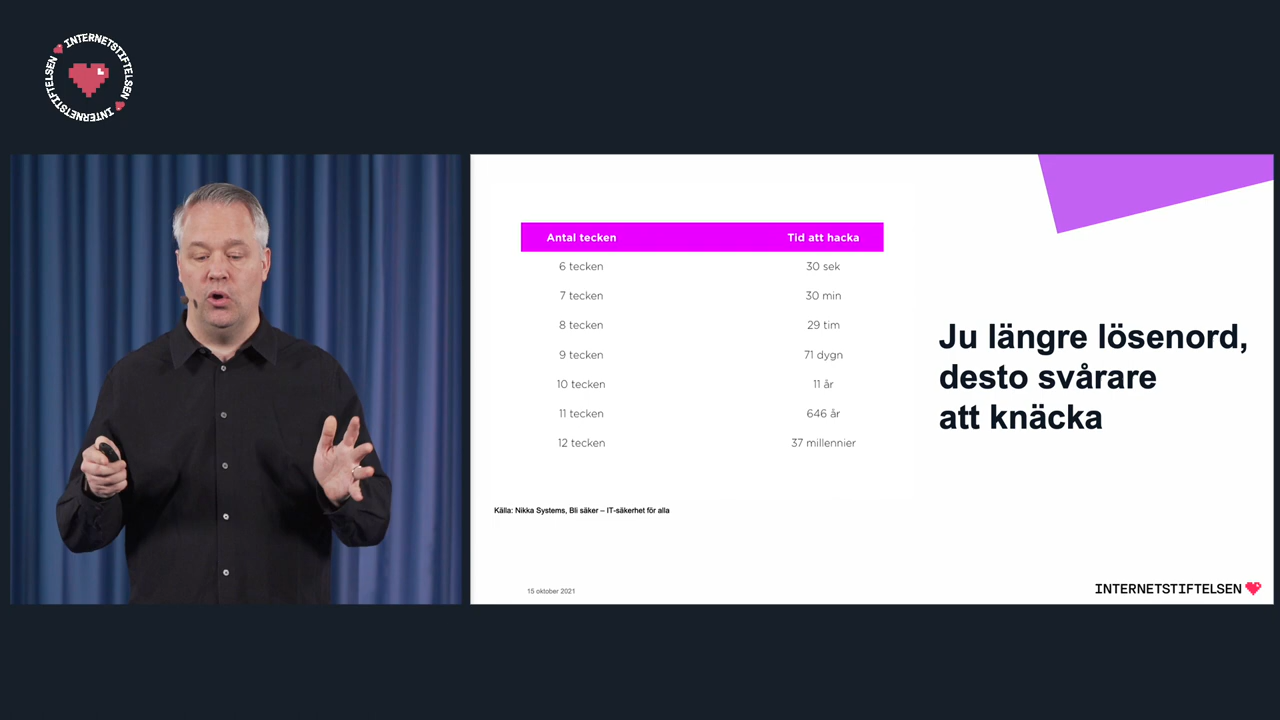 INTERNETSTIFTELSEN
INTERNETSTIFTELSEN
Antal tecken Tid att hacka
6 tecken 30 sek
7 tecken 30 min
8 tecken 29 tim
9 tecken 71 dygn
10 tecken 11 år
11 tecken 646 år
12 tecken 37 millennier
Ju längre lösenord,
desto svårare
att knäcka
Källa: Nikka Systems, Bli säker – IT-säkerhet för alla
15 oktober 2021
INTERNETSTIFTELSEN